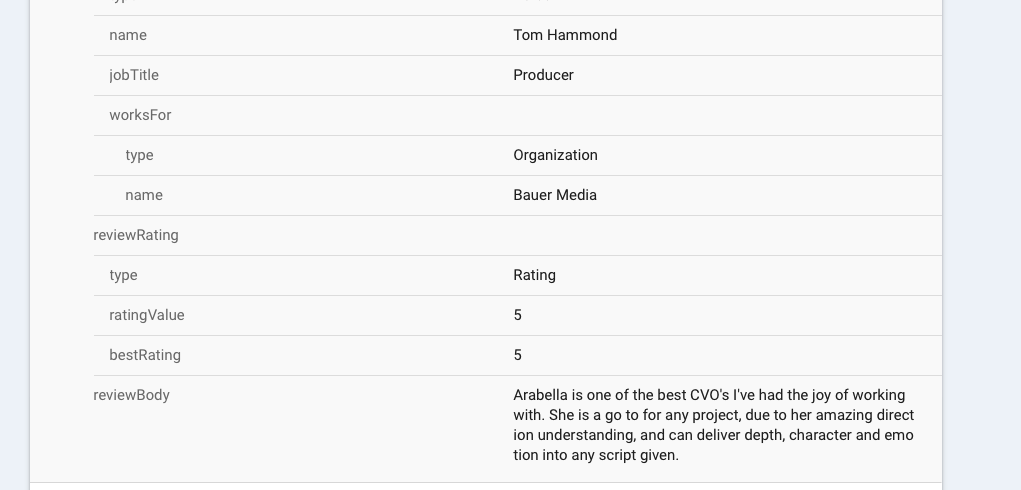 name Tom Hammond
jobTitle Producer
worksFor
type Organization
name Bauer Media
reviewRating
type Rating
ratingValue 5
bestRating 5
reviewBody Arabella is one of the best CVO's I've had the joy of working
with. She is a go to for any project, due to her amazing direct
ion understanding, and can deliver depth, character and emo
tion into any script given.